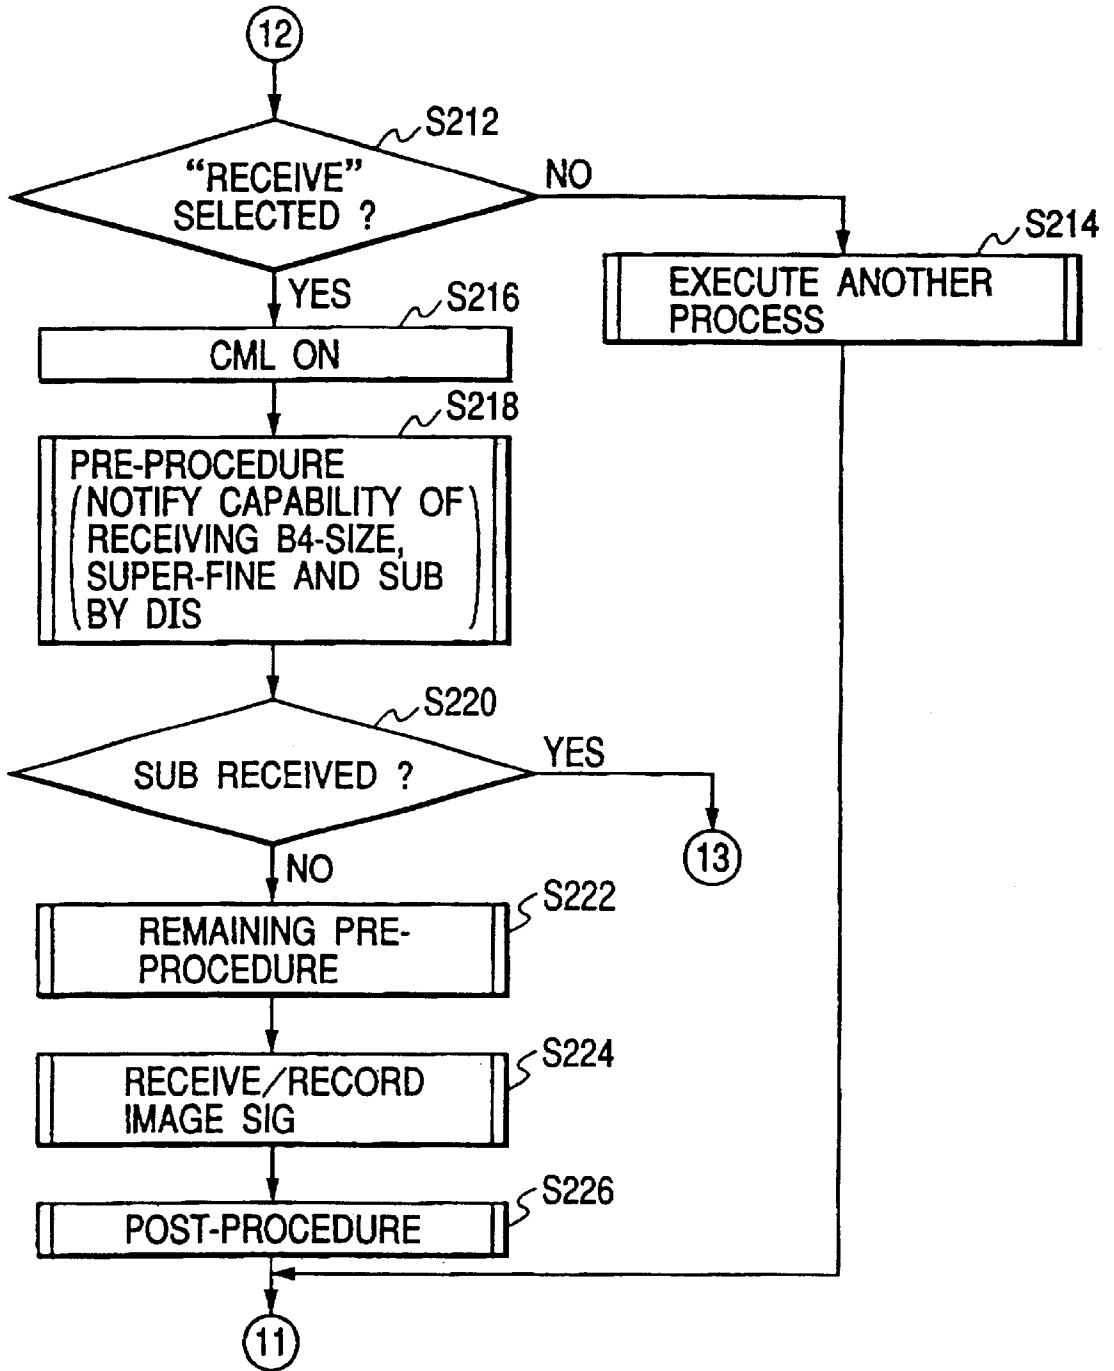 12
S212
“RECEIVE”
SELECTED ?
NO
S214
EXECUTE ANOTHER
PROCESS
YES
S216
CML ON
S218
PRE-PROCEDURE
(NOTIFY CAPABILITY OF
RECEIVING B4-SIZE,
SUPER-FINE AND SUB
BY DIS)
S220
SUB RECEIVED ?
YES
13
NO
S222
REMAINING PRE-
PROCEDURE
S224
RECEIVE/RECORD
IMAGE SIG
S226
POST-PROCEDURE
11